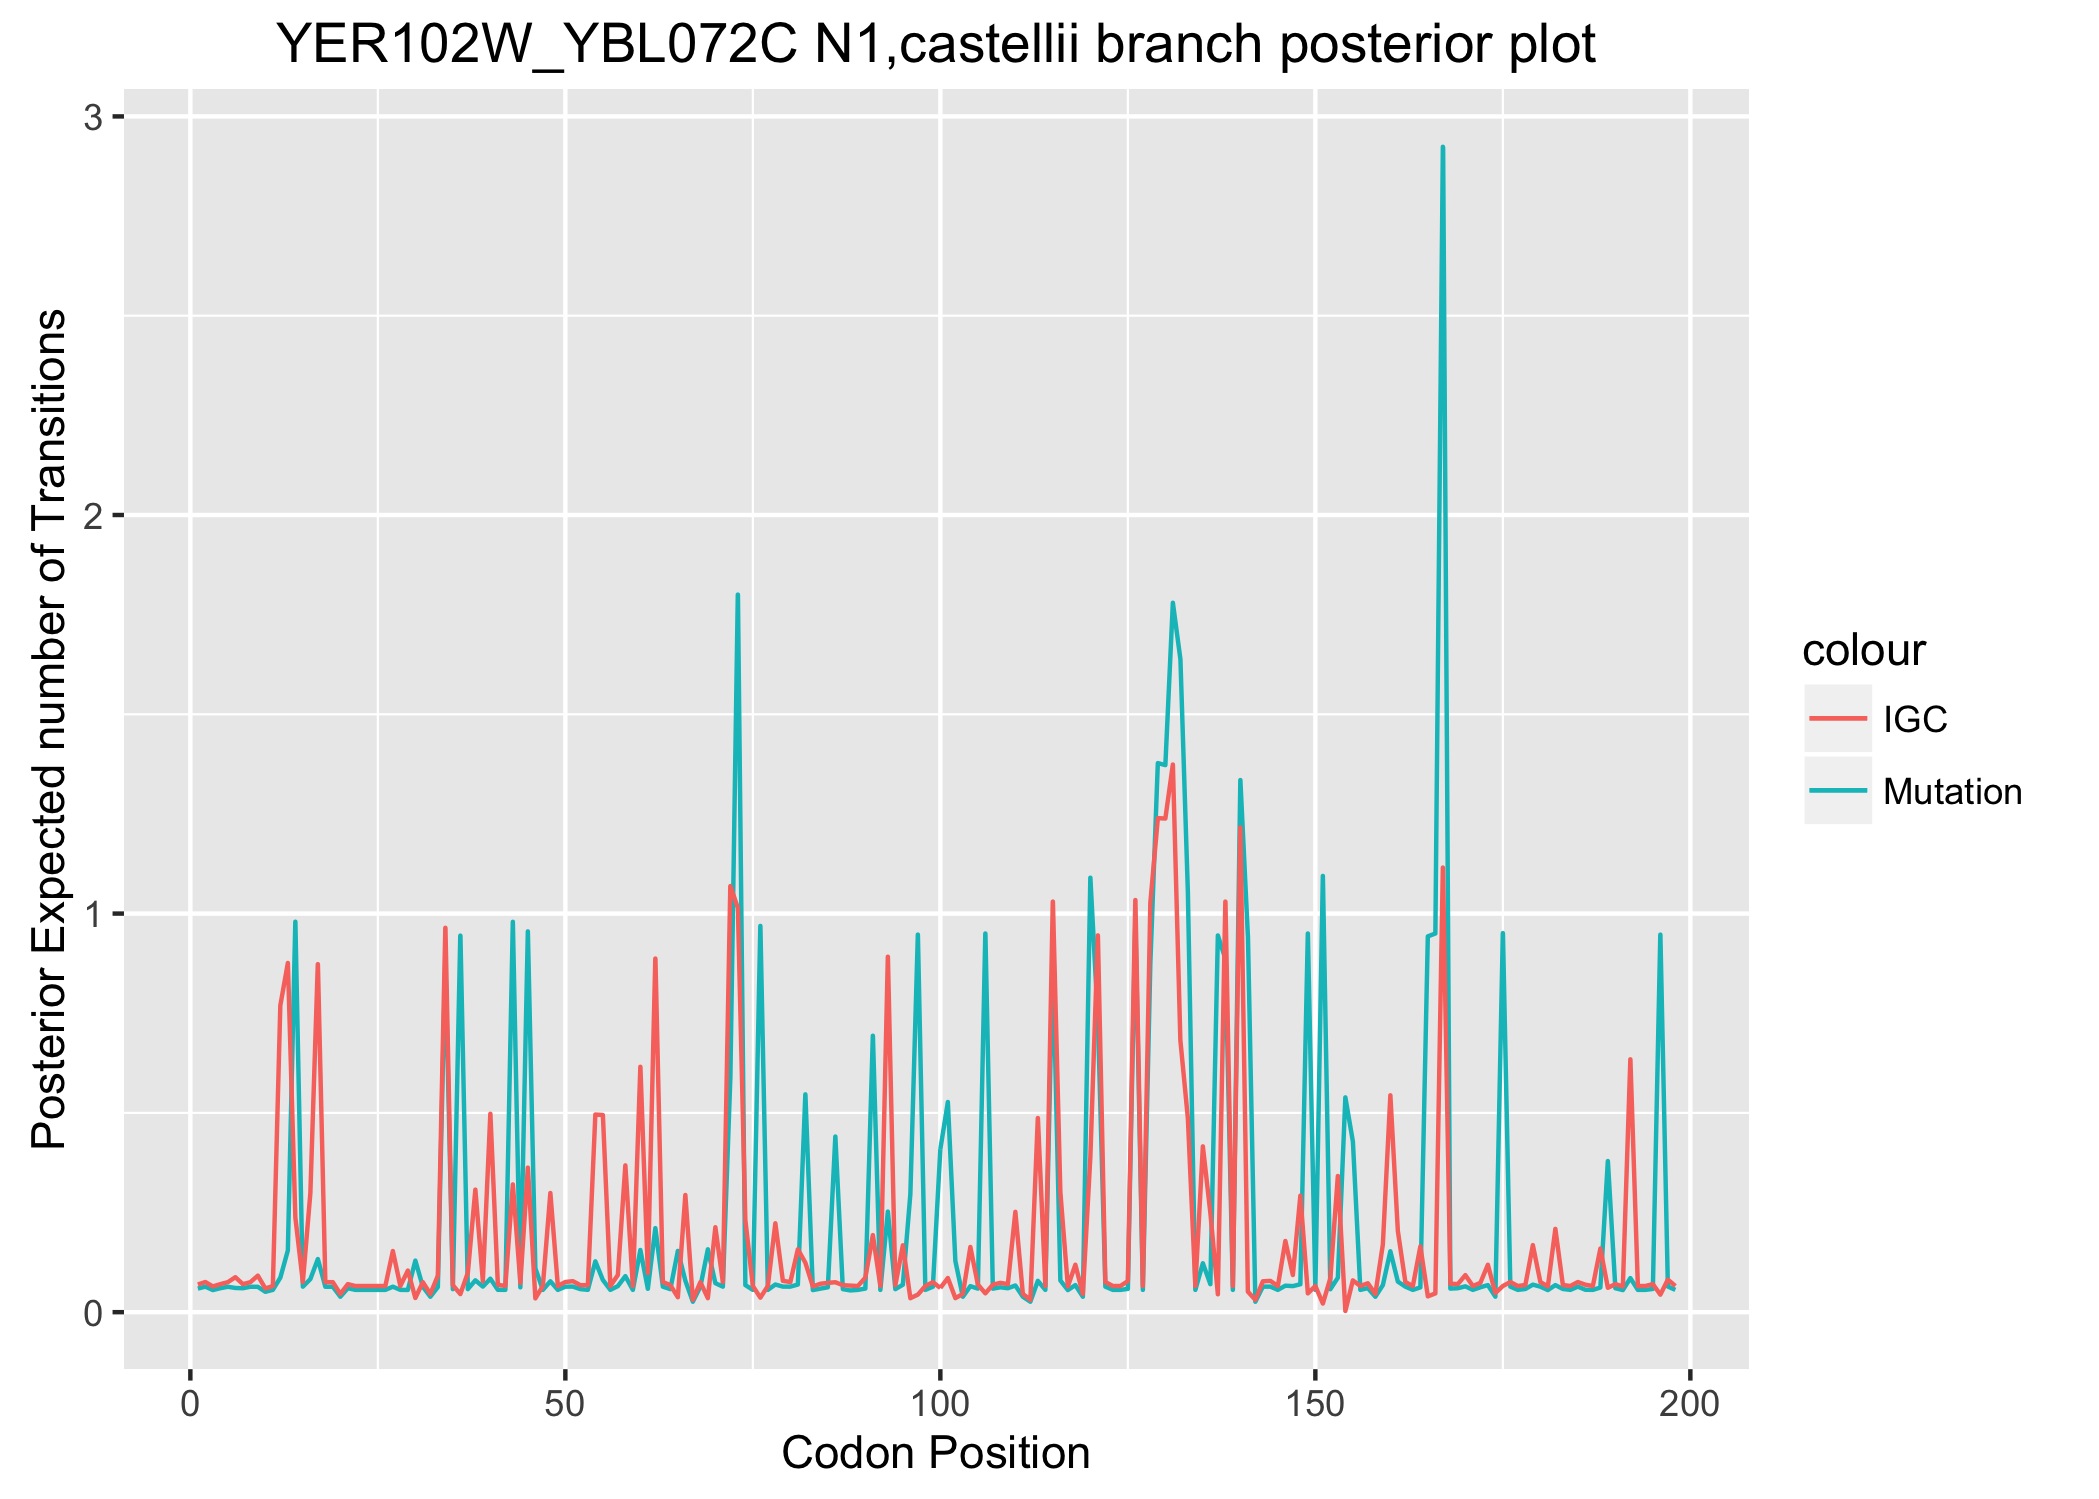 YER102W_YBL072C N1,castellii branch posterior plot
Posterior Expected number of Transitions
3
2
1
0
0 50 100 150 200
Codon Position
colour
IGC
Mutation